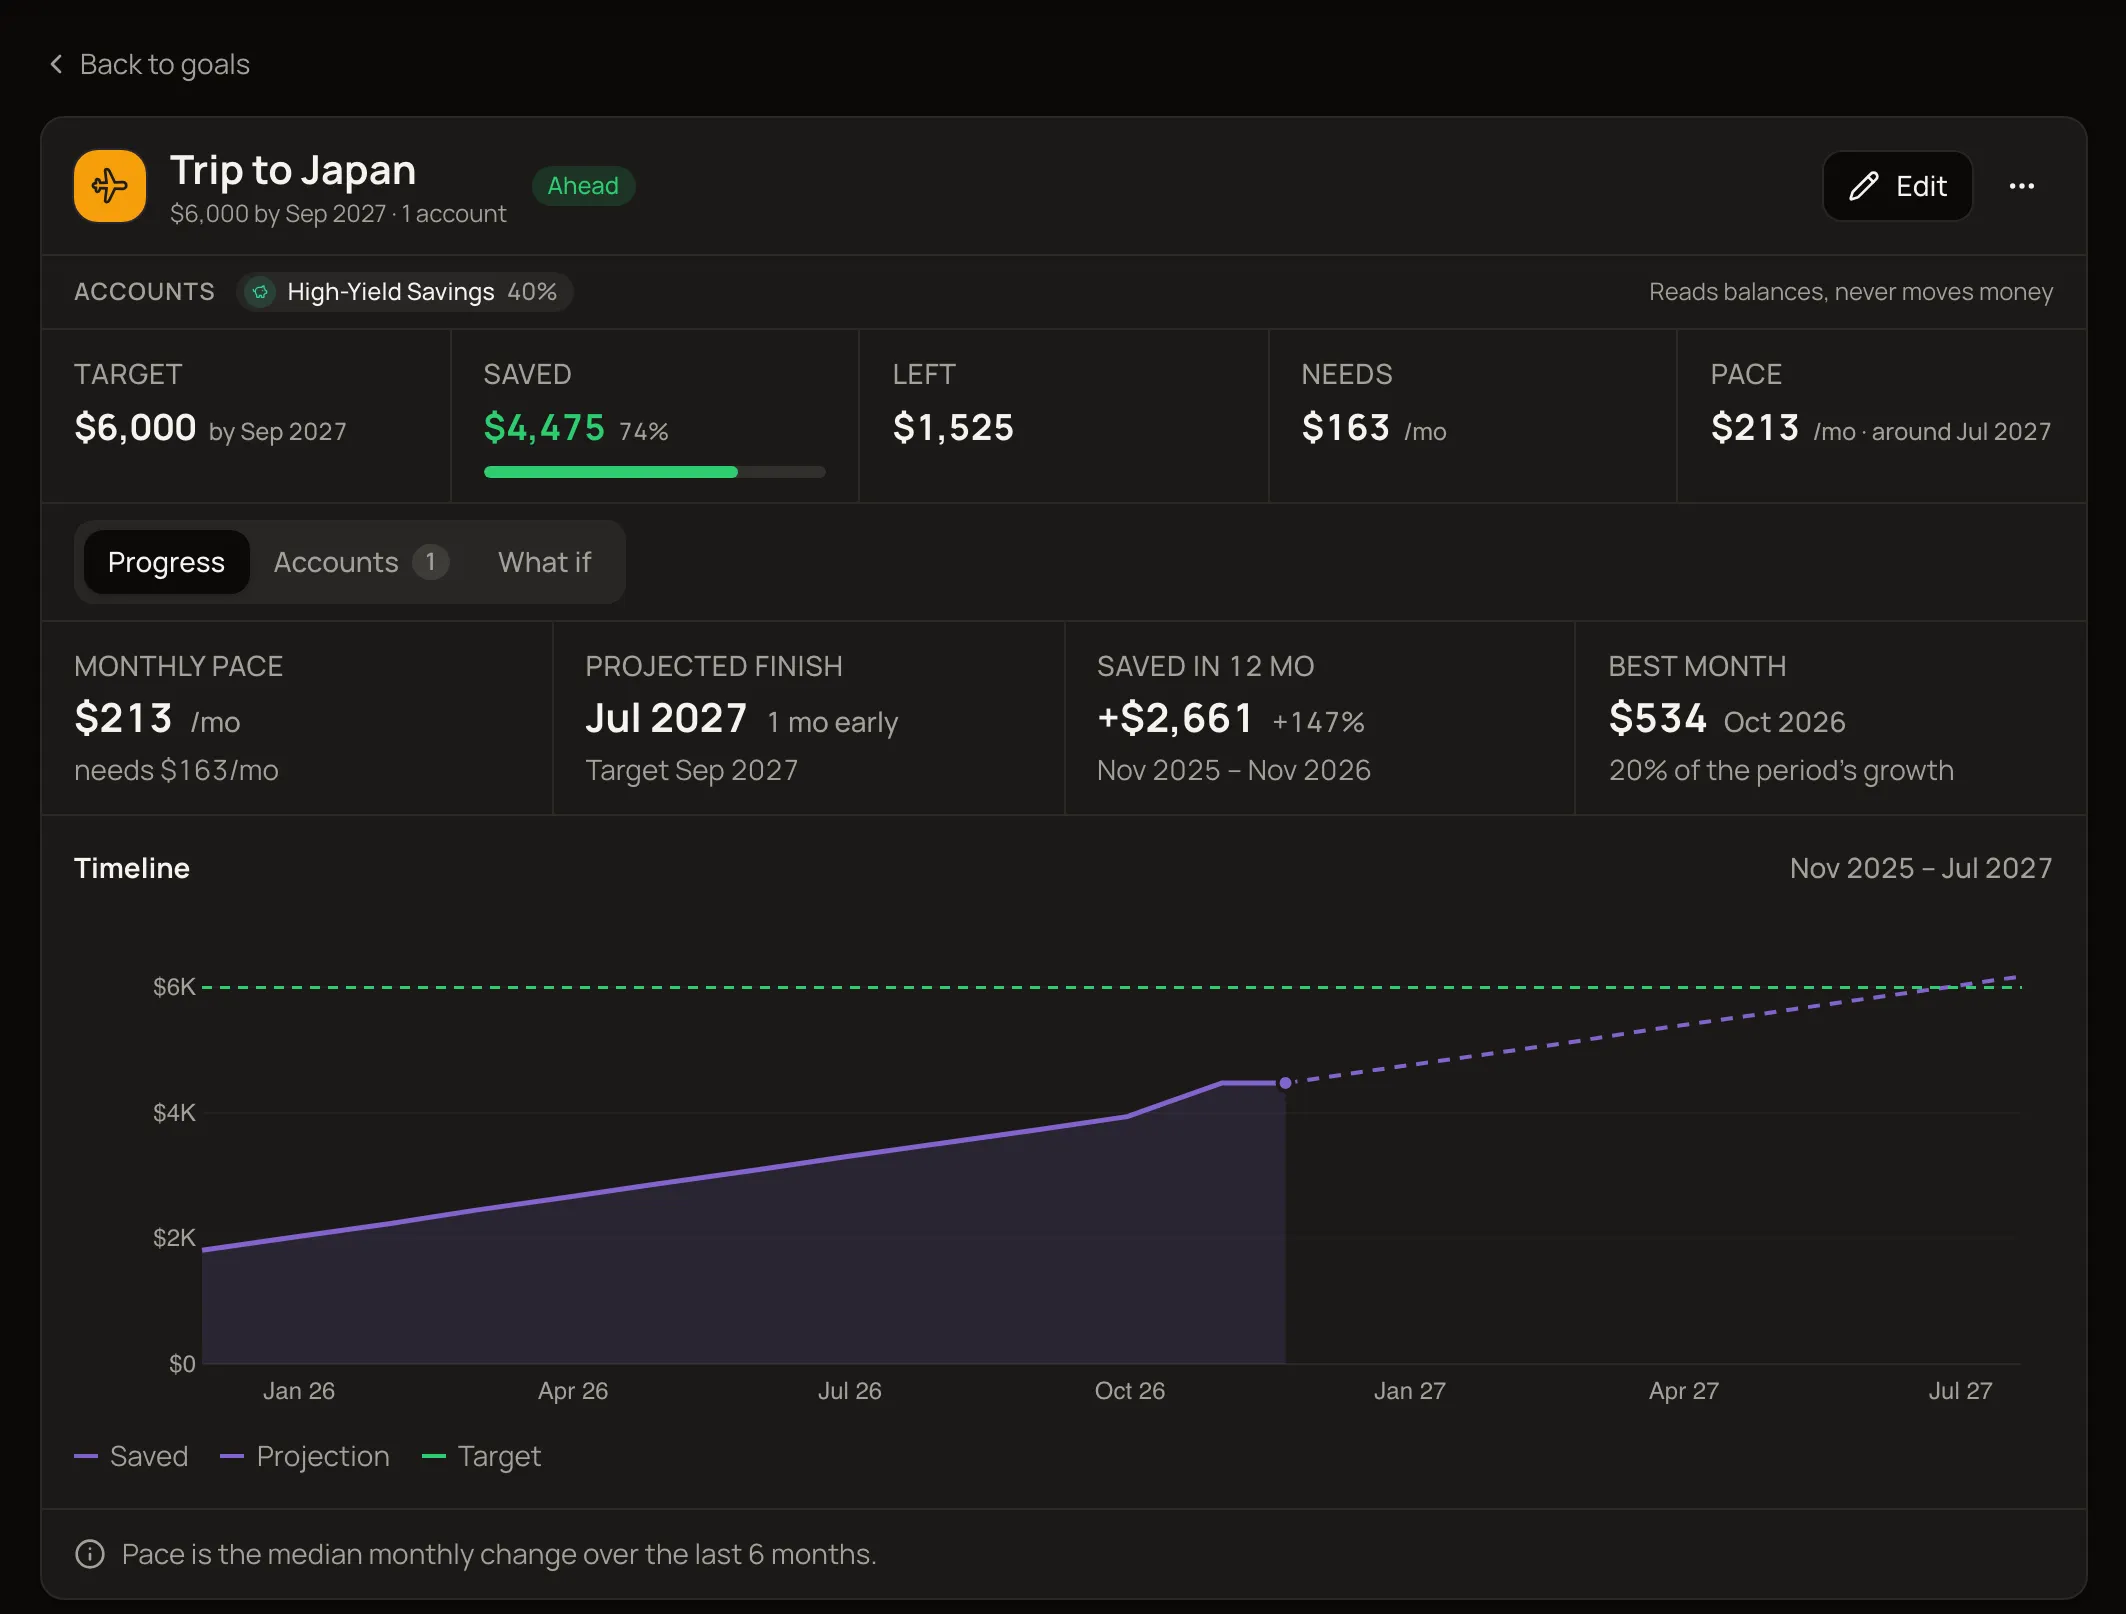 Back to goals
Trip to Japan
$6,000 by Sep 2027 · 1 account
Ahead
Edit
ACCOUNTS High-Yield Savings 40% Reads balances, never moves money
TARGET
$6,000 by Sep 2027
SAVED
$4,475 74%
LEFT
$1,525
NEEDS
$163 /mo
PACE
$213 /mo · around Jul 2027
Progress Accounts 1 What if
MONTHLY PACE
$213 /mo
needs $163/mo
PROJECTED FINISH
Jul 2027 1 mo early
Target Sep 2027
SAVED IN 12 MO
+$2,661 +147%
Nov 2025 – Nov 2026
BEST MONTH
$534 Oct 2026
20% of the period's growth
Timeline Nov 2025 – Jul 2027
$6K
$4K
$2K
$0
Jan 26 Apr 26 Jul 26 Oct 26 Jan 27 Apr 27 Jul 27
Saved Projection Target
Pace is the median monthly change over the last 6 months.